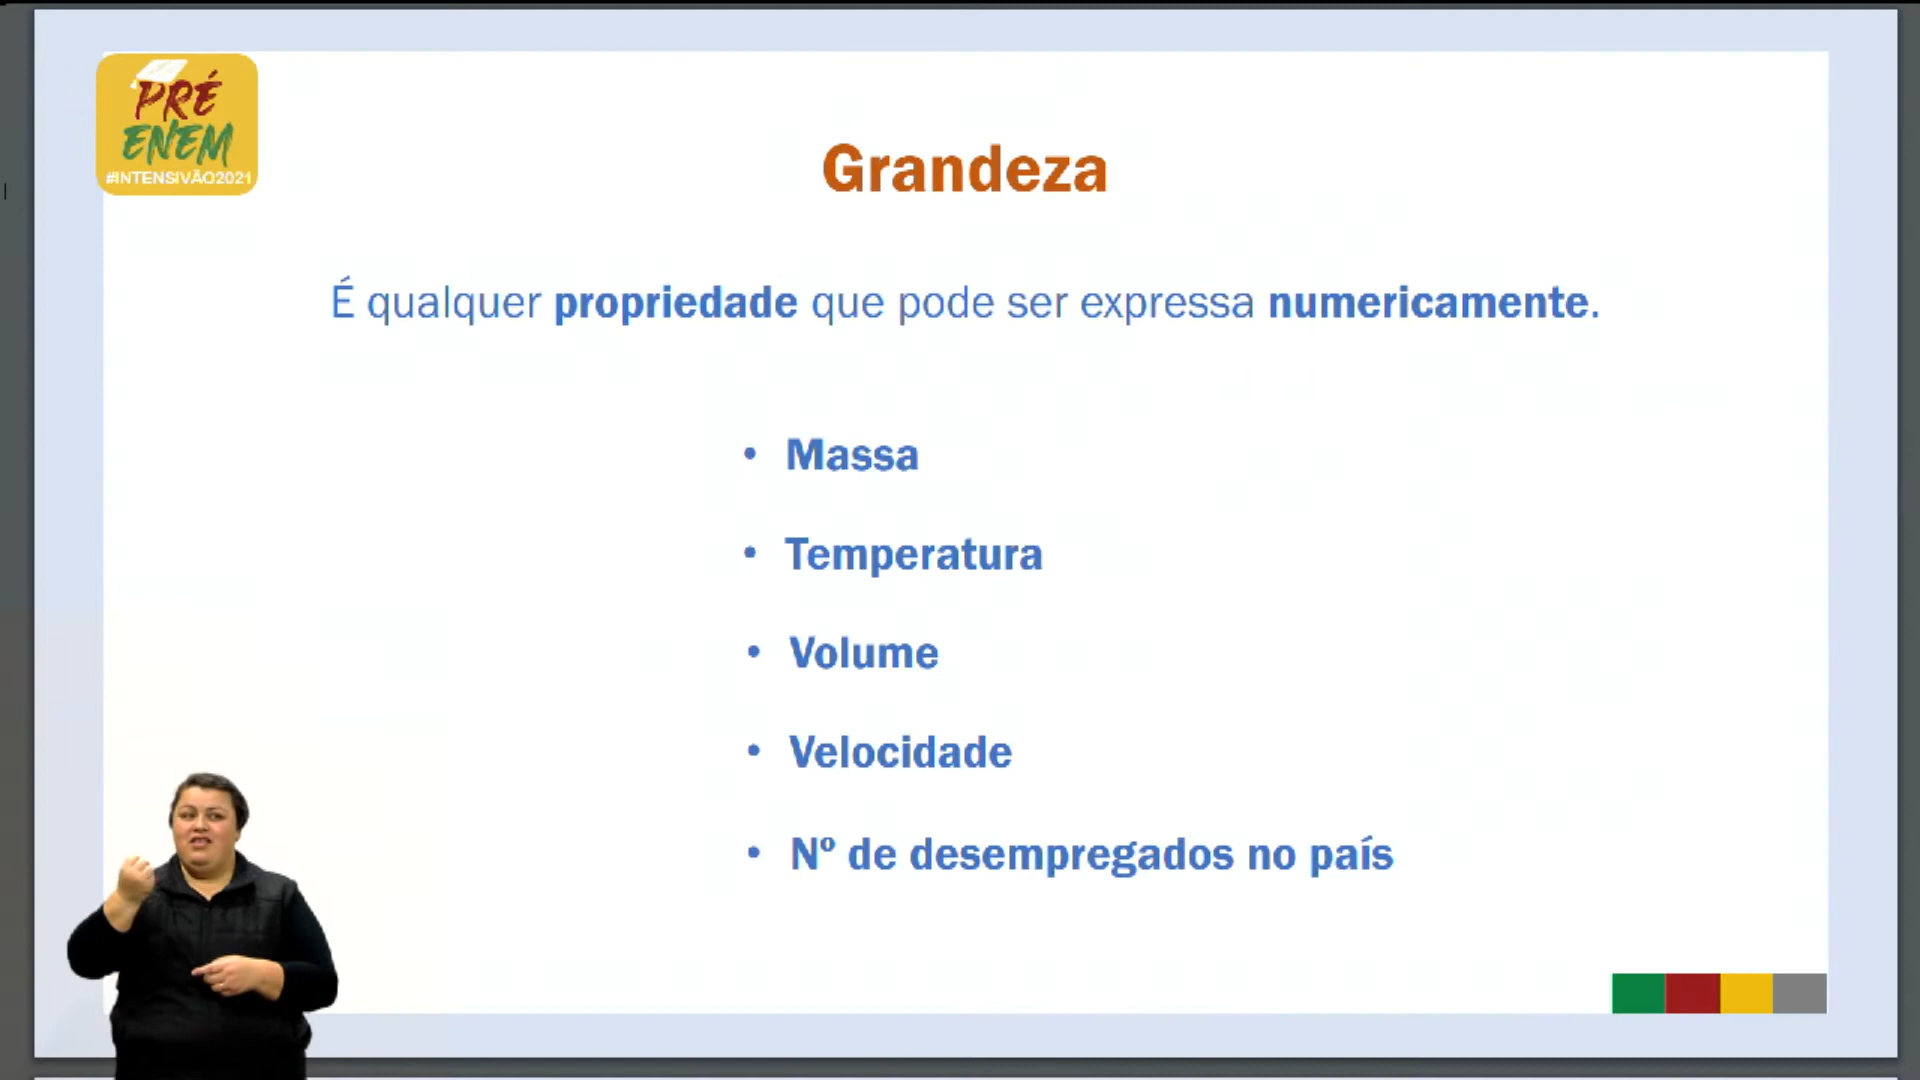 PRÉ
ENEM
#INTENSIVÃO2021
Grandeza
É qualquer propriedade que pode ser expressa numericamente.
• Massa
• Temperatura
• Volume
• Velocidade
• Nº de desempregados no país